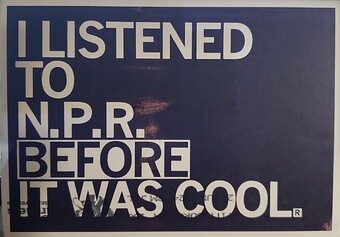 I LISTENED
TO
N.P.R.
BEFORE
IT WAS COOL.
R